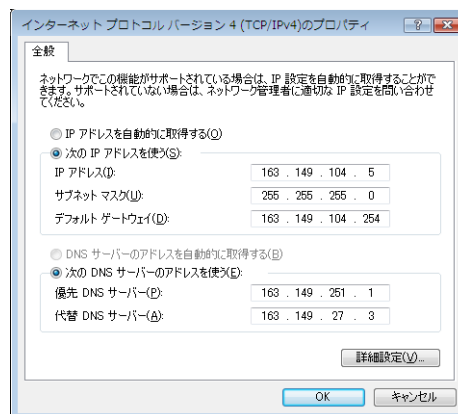 インターネット プロトコル バージョン 4 (TCP/IPv4)のプロパティ
全般
ネットワークでこの機能がサポートされている場合は、IP 設定を自動的に取得することがで
きます。サポートされていない場合は、ネットワーク管理者に適切な IP 設定を問い合わせ
てください。
IP アドレスを自動的に取得する(O)
次の IP アドレスを使う(S):
IP アドレス(I): 163 . 149 . 104 . 5
サブネット マスク(U): 255 . 255 . 255 . 0
デフォルト ゲートウェイ(D): 163 . 149 . 104 . 254
DNS サーバーのアドレスを自動的に取得する(B)
次の DNS サーバーのアドレスを使う(E):
優先 DNS サーバー(P): 163 . 149 . 251 . 1
代替 DNS サーバー(A): 163 . 149 . 27 . 3
詳細設定(V)...
OK キャンセル